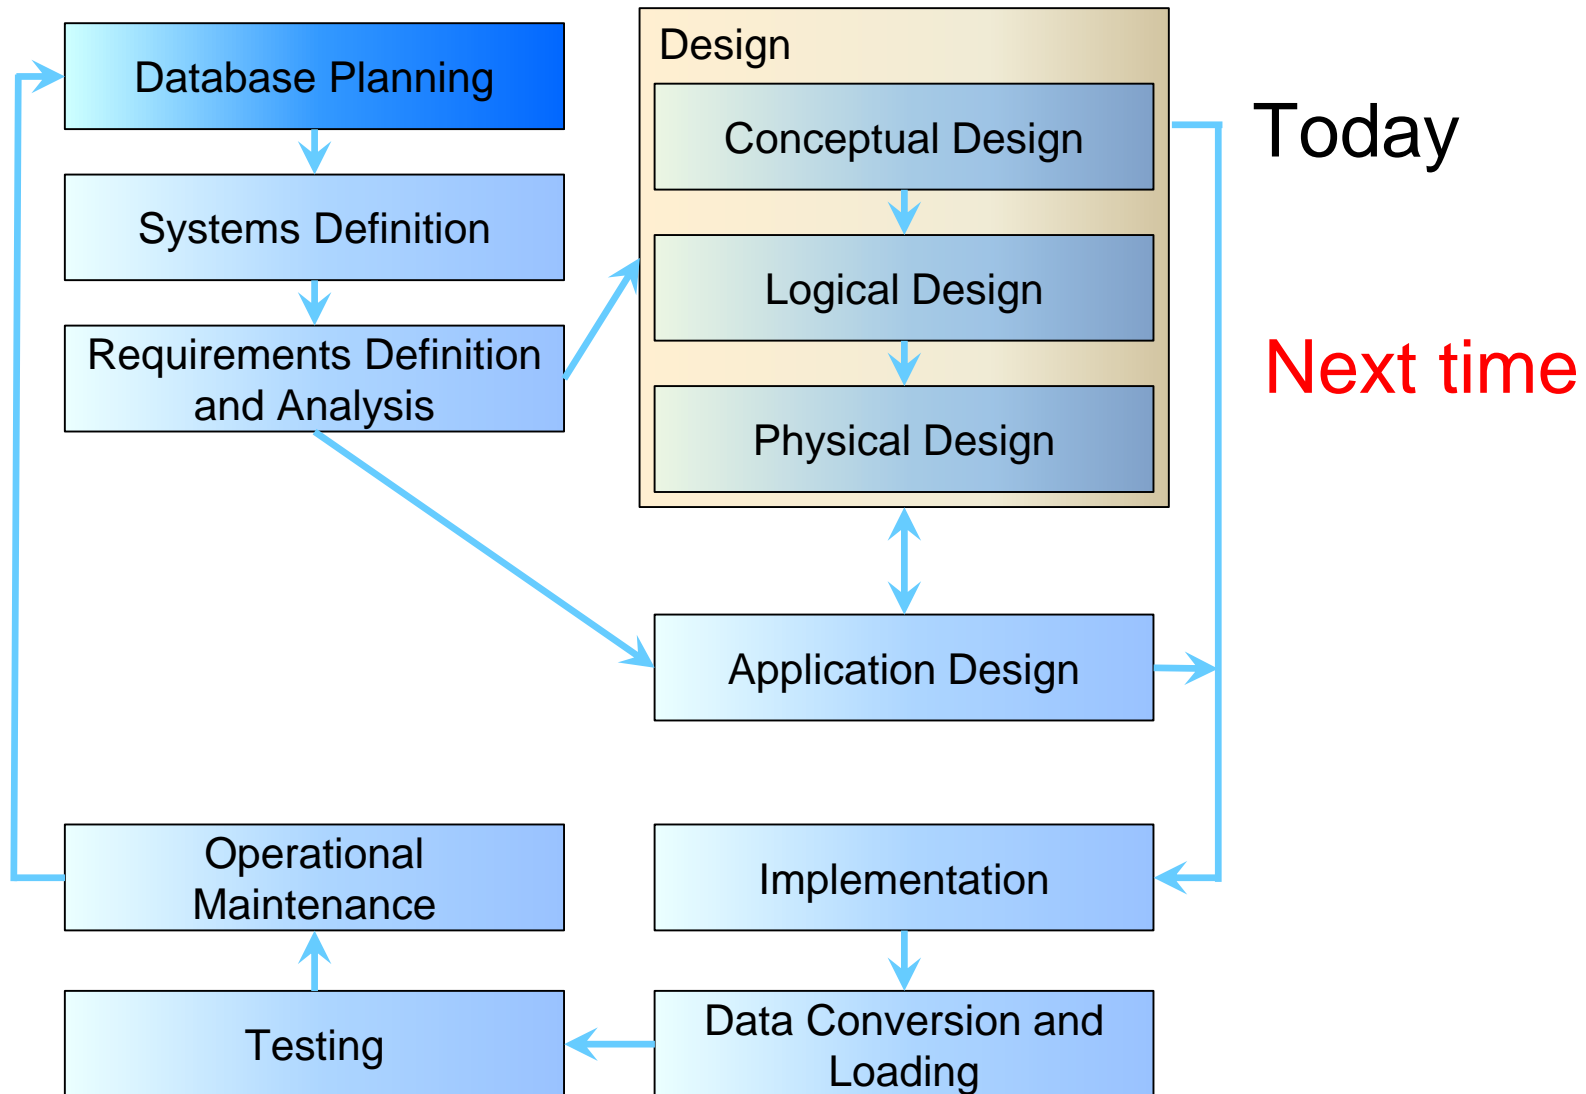 Database Planning
Systems Definition
Requirements Definition
and Analysis
Design
Conceptual Design
Logical Design
Physical Design
Today
Next time
Application Design
Operational
Maintenance
Implementation
Testing
Data Conversion and
Loading